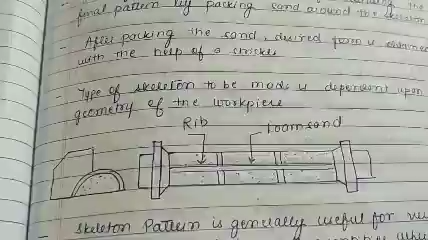 final pattern by packing sand around the skeleton
- After packing the sand, desired form is obtained
with the help of a strickle
- Type of skeleton to be made is dependent upon
geometry of the workpiece
Rib
Loam sand
- Skeleton Pattern is generally useful for